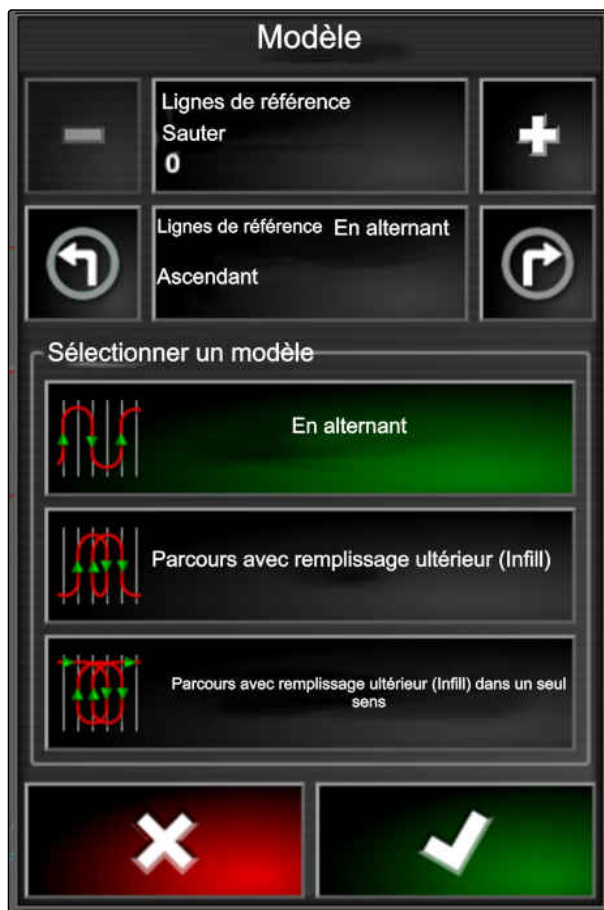 Modèle
Lignes de référence
Sauter
0
Lignes de référence En alternant
Ascendant
Sélectionner un modèle
En alternant
Parcours avec remplissage ultérieur (Infill)
Parcours avec remplissage ultérieur (Infill) dans un seul
sens